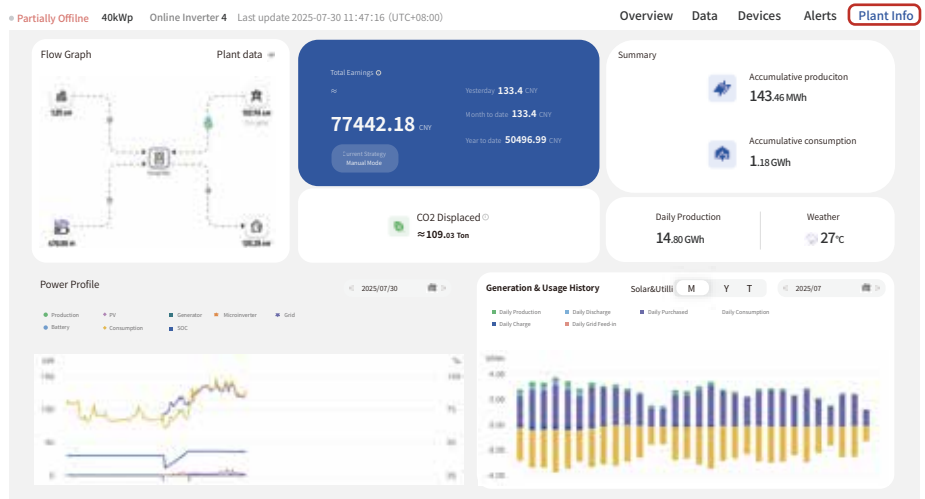 Partially Offilne 40kWp Online Inverter 4 Last update 2025-07-30 11:47:16 (UTC+08:00)
Overview Data Devices Alerts Plant Info
Flow Graph Plant data
Total Earnings
≈
77442.18 CNY
Current Strategy
Manual Mode
Yesterday 133.4 CNY
Month to date 133.4 CNY
Year to date 50496.99 CNY
CO2 Displaced
≈109.03 Ton
Summary
Accumulative produciton
143.46 MWh
Accumulative consumption
1.18 GWh
Daily Production
14.80 GWh
Weather
27°C
Power Profile < 2025/07/30 >
Production PV Generator Microinverter Grid
Battery Consumption SOC
Generation & Usage History Solar&Utilli M Y T < 2025/07 >
Daily Production Daily Discharge Daily Purchased Daily Consumption
Daily Charge Daily Grid Feed-in